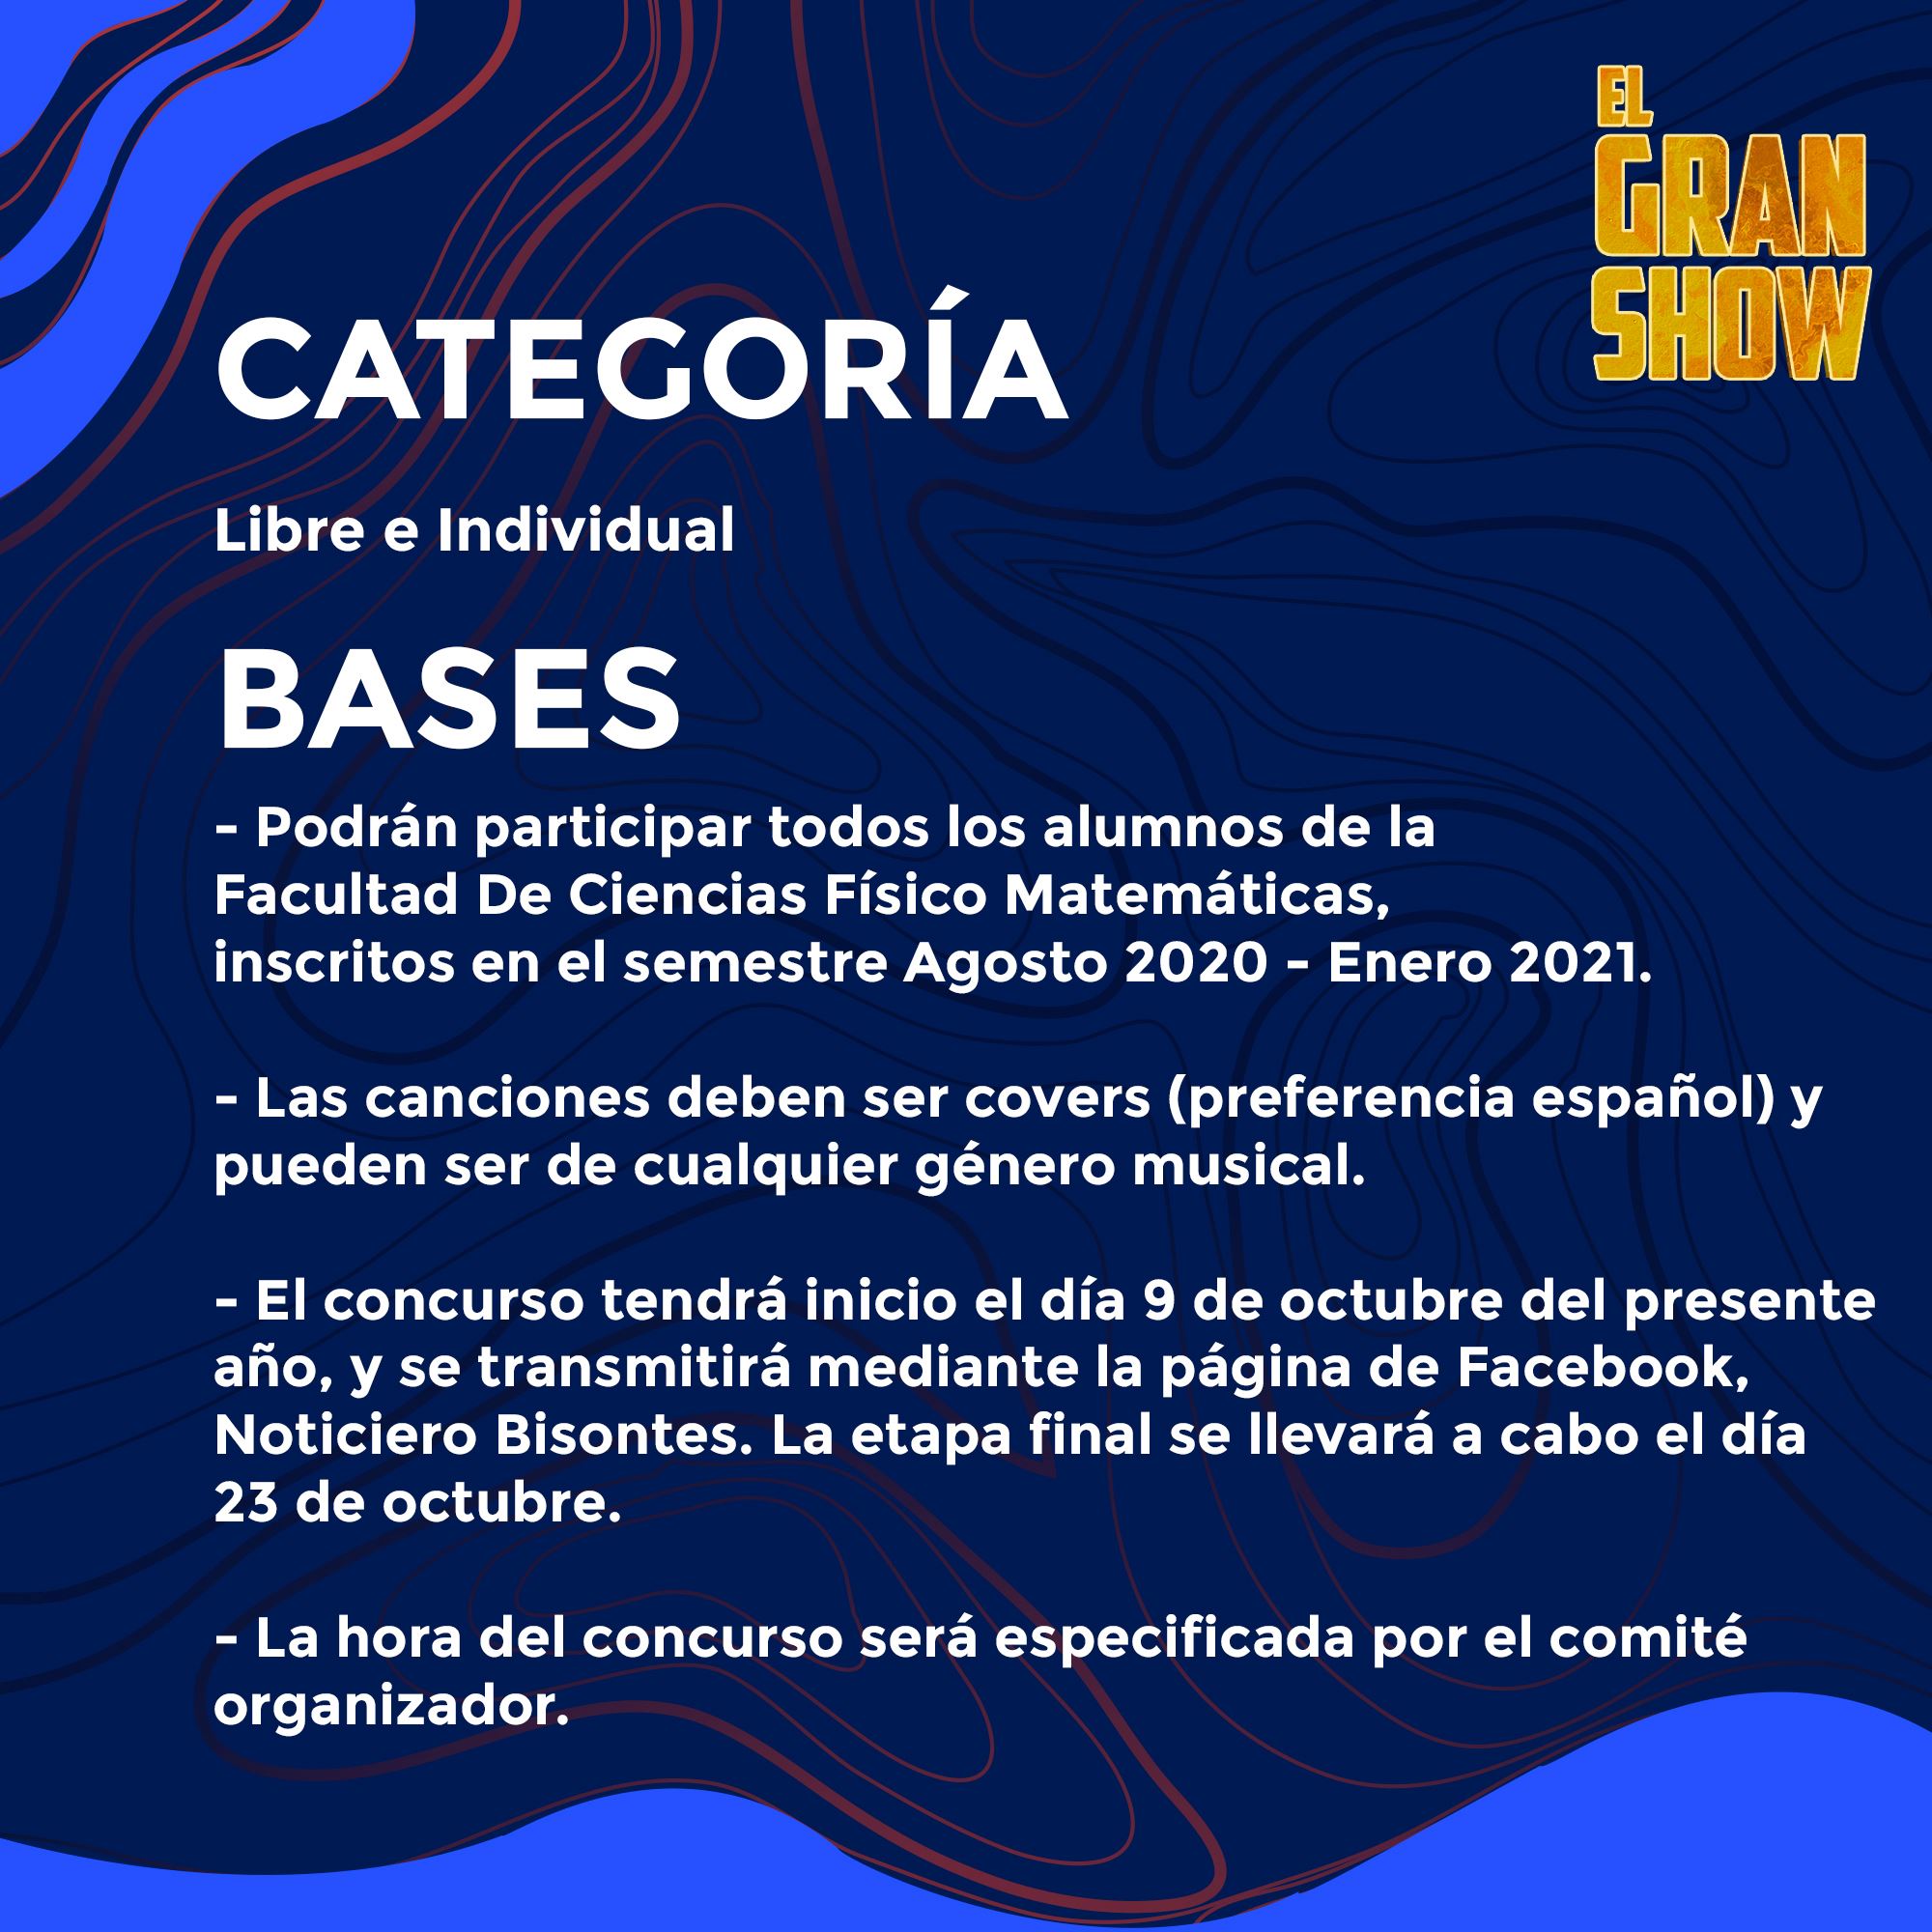 EL
GRAN
SHOW
CATEGORÍA
Libre e Individual
BASES
- Podrán participar todos los alumnos de la
Facultad De Ciencias Físico Matemáticas,
inscritos en el semestre Agosto 2020 - Enero 2021.
- Las canciones deben ser covers (preferencia español) y
pueden ser de cualquier género musical.
- El concurso tendrá inicio el día 9 de octubre del presente
año, y se transmitirá mediante la página de Facebook,
Noticiero Bisontes. La etapa final se llevará a cabo el día
23 de octubre.
- La hora del concurso será especificada por el comité
organizador.